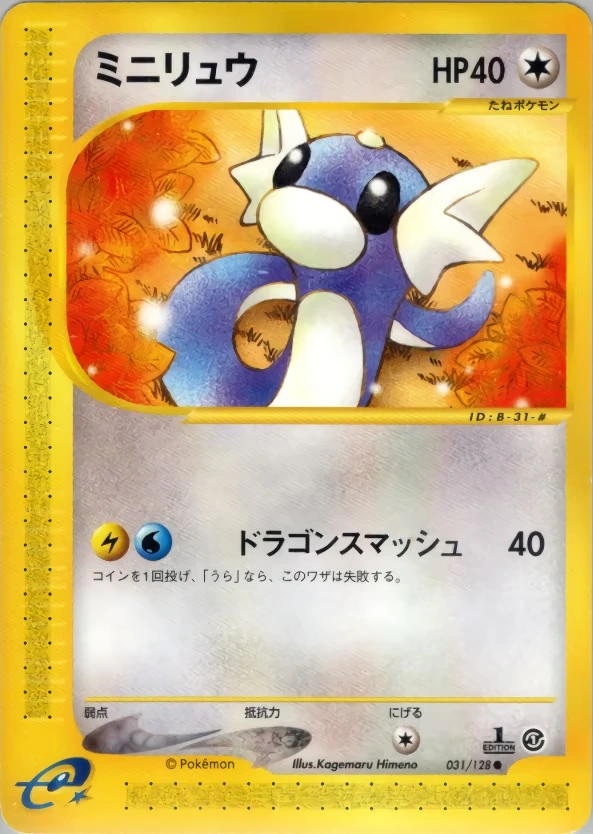 ミニリュウ HP40
たねポケモン
ID:B-31-#
ドラゴンスマッシュ 40
コインを1回投げ、「うら」なら、このワザは失敗する。
弱点 抵抗力 にげる
1
EDITION
© Pokémon Illus.Kagemaru Himeno 031/128 ●
e